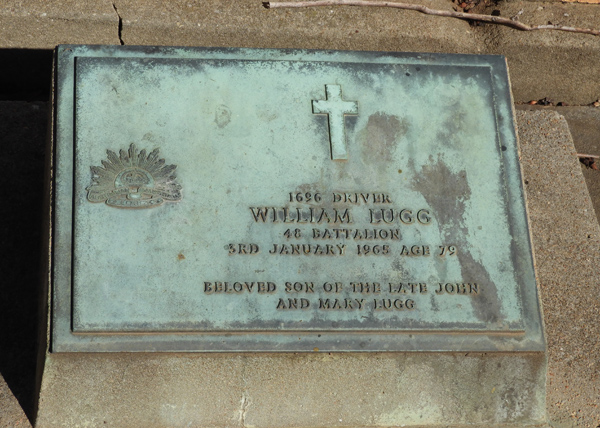 1696 DRIVER
WILLIAM LUGG
48 BATTALION
3RD JANUARY 1965 AGE 79
BELOVED SON OF THE LATE JOHN
AND MARY LUGG